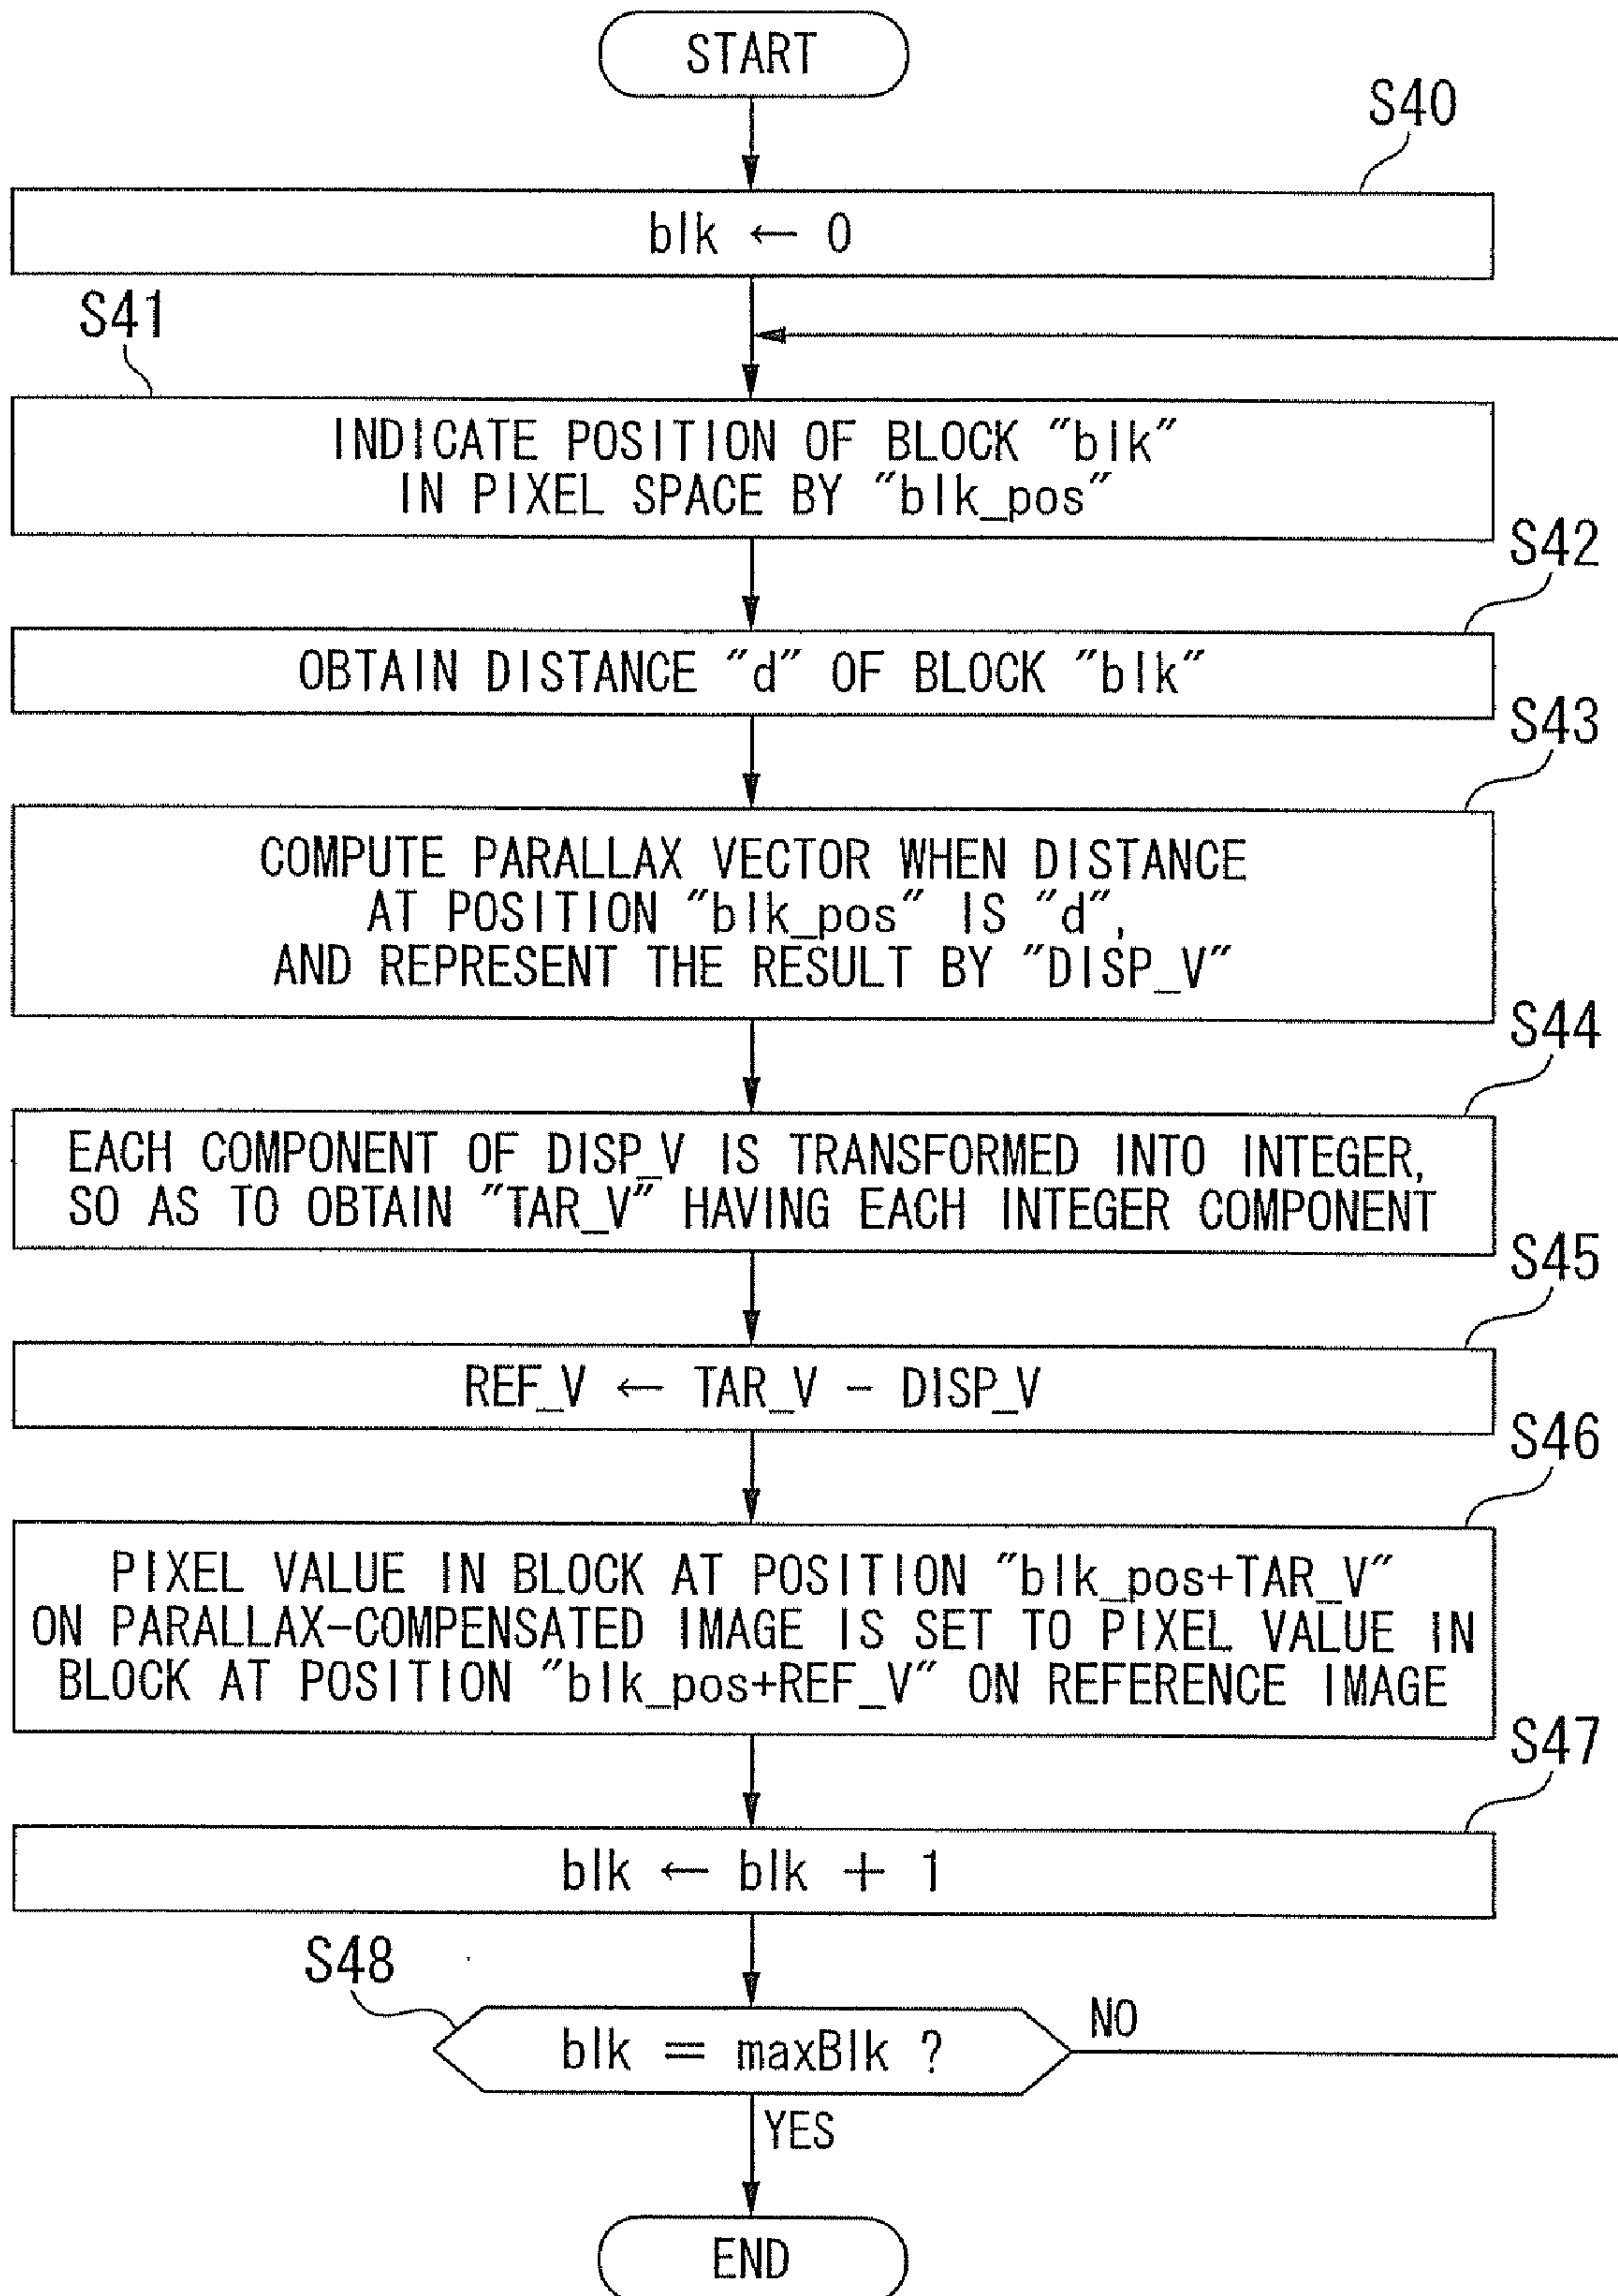 START
S40
blk ← 0
S41
INDICATE POSITION OF BLOCK "blk"
IN PIXEL SPACE BY "blk_pos"
S42
OBTAIN DISTANCE "d" OF BLOCK "blk"
S43
COMPUTE PARALLAX VECTOR WHEN DISTANCE
AT POSITION "blk_pos" IS "d",
AND REPRESENT THE RESULT BY "DISP_V"
S44
EACH COMPONENT OF DISP_V IS TRANSFORMED INTO INTEGER,
SO AS TO OBTAIN "TAR_V" HAVING EACH INTEGER COMPONENT
S45
REF_V ← TAR_V - DISP_V
S46
PIXEL VALUE IN BLOCK AT POSITION "blk_pos+TAR_V"
ON PARALLAX-COMPENSATED IMAGE IS SET TO PIXEL VALUE IN
BLOCK AT POSITION "blk_pos+REF_V" ON REFERENCE IMAGE
S47
blk ← blk + 1
S48
blk = maxBlk ?
NO
YES
END